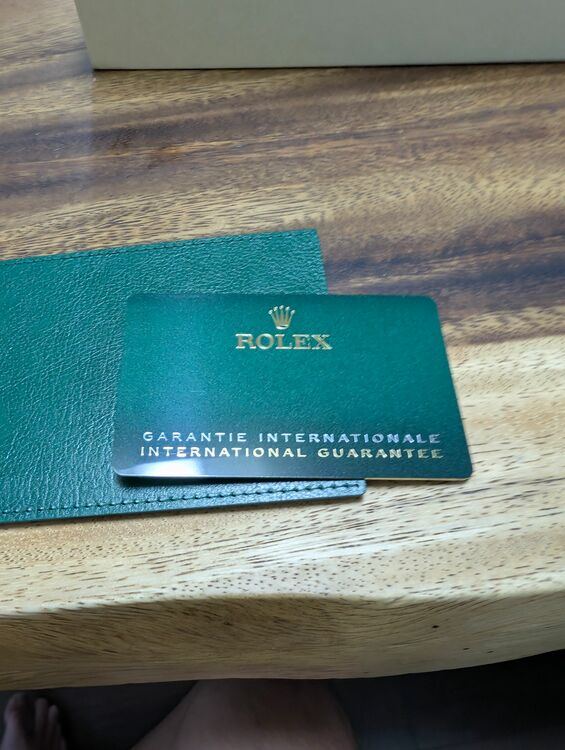 ROLEX
GARANTIE INTERNATIONALE
INTERNATIONAL GUARANTEE